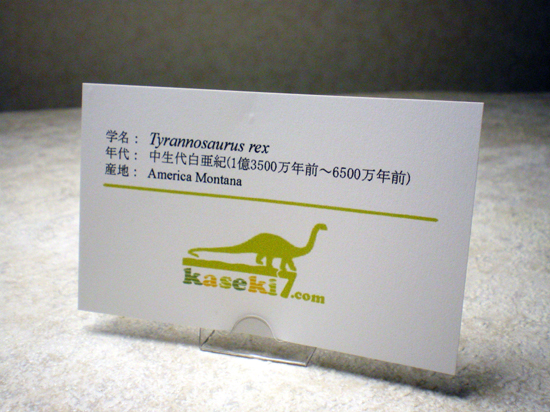 学名： Tyrannosaurus rex
年代： 中生代白亜紀(1億3500万年前～6500万年前)
産地： America Montana
kaseki7.com